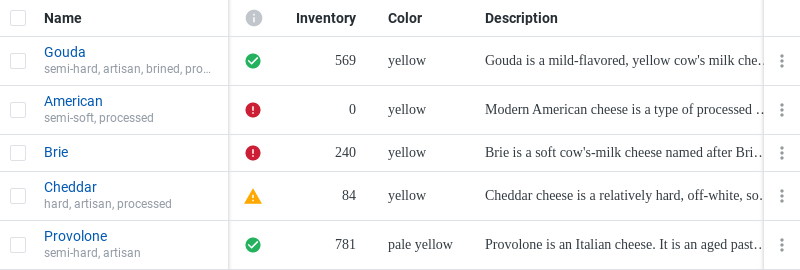 Name Inventory Color Description
Gouda 569 yellow Gouda is a mild-flavored, yellow cow's milk che…
semi-hard, artisan, brined, pro…
American 0 yellow Modern American cheese is a type of processed …
semi-soft, processed
Brie 240 yellow Brie is a soft cow's-milk cheese named after Bri…
Cheddar 84 yellow Cheddar cheese is a relatively hard, off-white, so…
hard, artisan, processed
Provolone 781 pale yellow Provolone is an Italian cheese. It is an aged past…
semi-hard, artisan